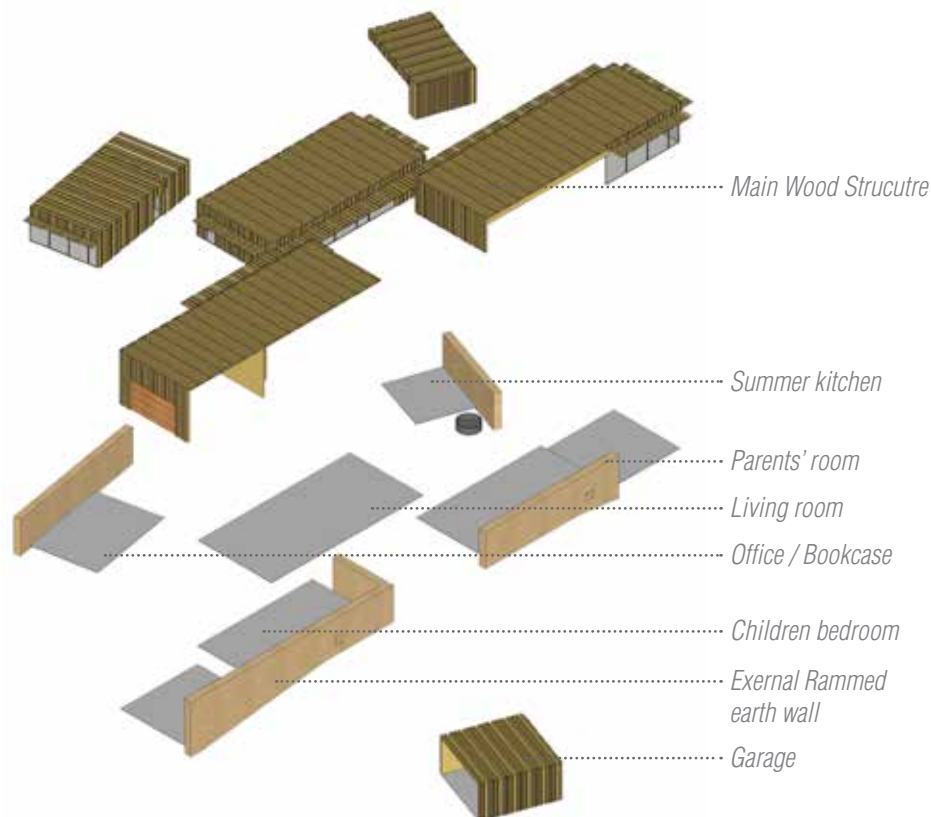 Main Wood Strucutre
Summer kitchen
Parents' room
Living room
Office / Bookcase
Children bedroom
Exernal Rammed
earth wall
Garage